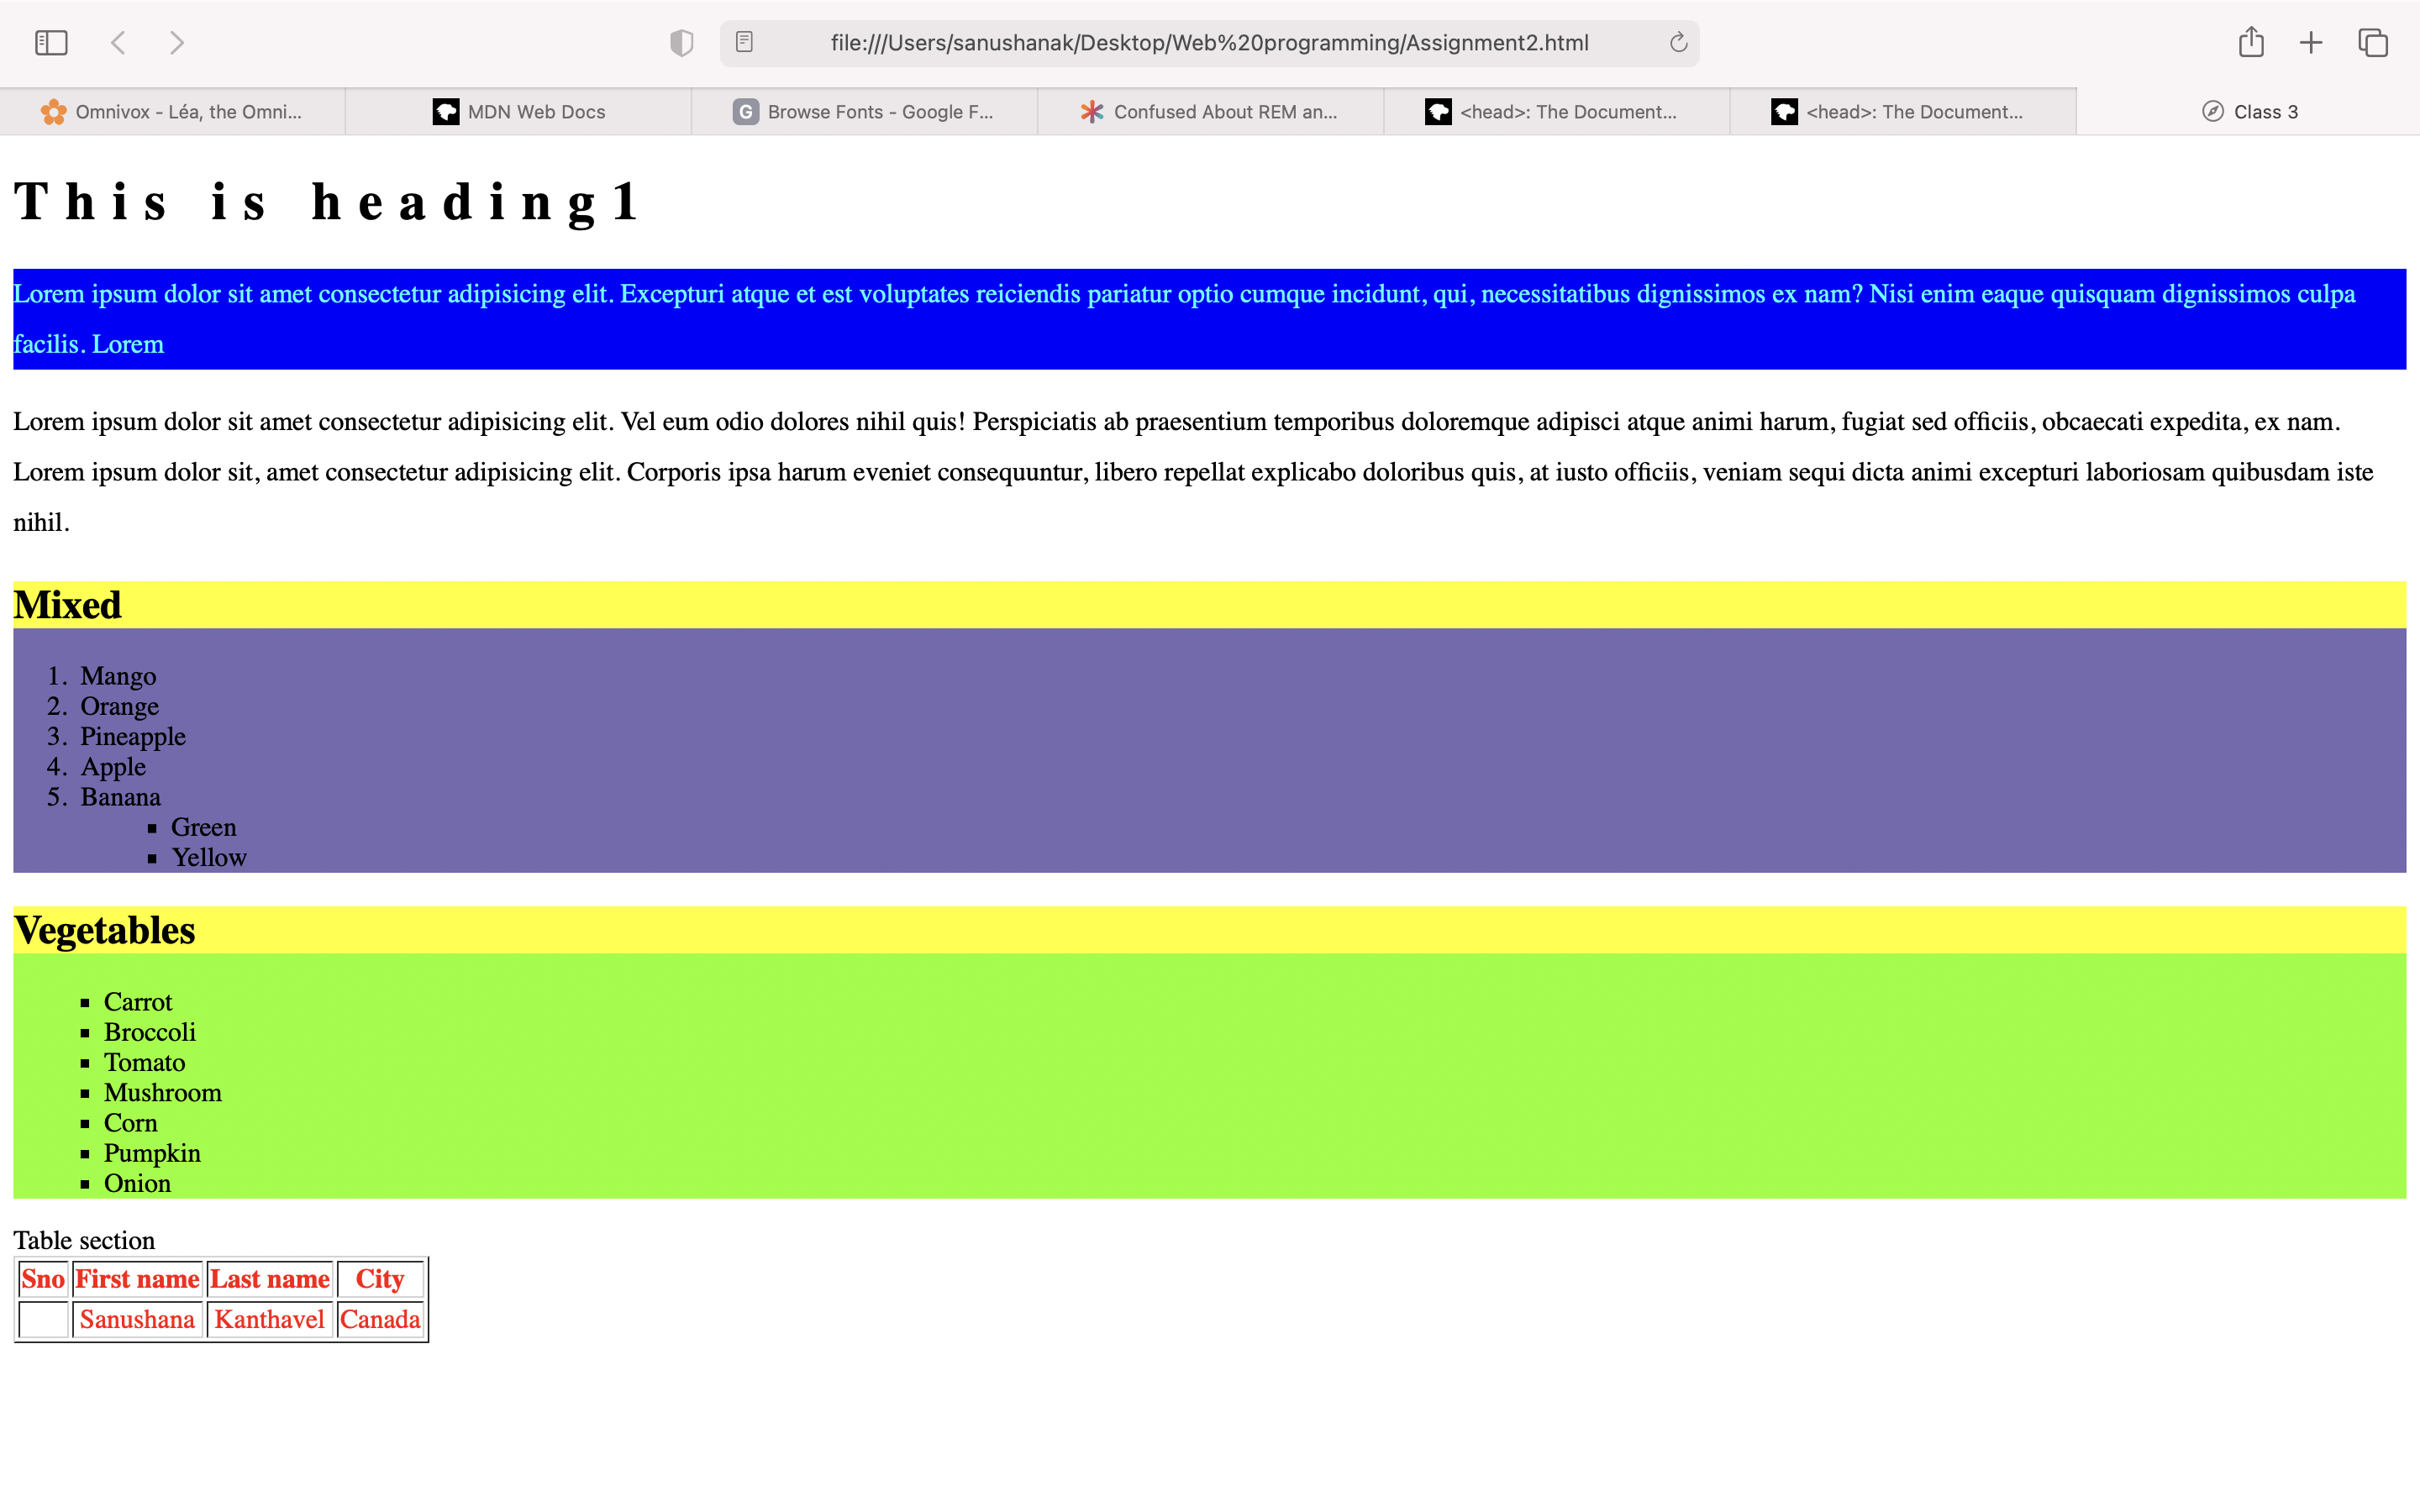 file:///Users/sanushanak/Desktop/Web%20programming/Assignment2.html
Omnivox - Léa, the Omni...
MDN Web Docs
G Browse Fonts - Google F...
Confused About REM an...
<head>: The Document...
<head>: The Document...
Class 3
This is heading1
Lorem ipsum dolor sit amet consectetur adipisicing elit. Excepturi atque et est voluptates reiciendis pariatur optio cumque incidunt, qui, necessitatibus dignissimos ex nam? Nisi enim eaque quisquam dignissimos culpa
facilis. Lorem
Lorem ipsum dolor sit amet consectetur adipisicing elit. Vel eum odio dolores nihil quis! Perspiciatis ab praesentium temporibus doloremque adipisci atque animi harum, fugiat sed officiis, obcaecati expedita, ex nam.
Lorem ipsum dolor sit, amet consectetur adipisicing elit. Corporis ipsa harum eveniet consequuntur, libero repellat explicabo doloribus quis, at iusto officiis, veniam sequi dicta animi excepturi laboriosam quibusdam iste
nihil.
Mixed
1. Mango
2. Orange
3. Pineapple
4. Apple
5. Banana
▪ Green
▪ Yellow
Vegetables
▪ Carrot
▪ Broccoli
▪ Tomato
▪ Mushroom
▪ Corn
▪ Pumpkin
▪ Onion
Table section
Sno First name Last name City
Sanushana Kanthavel Canada